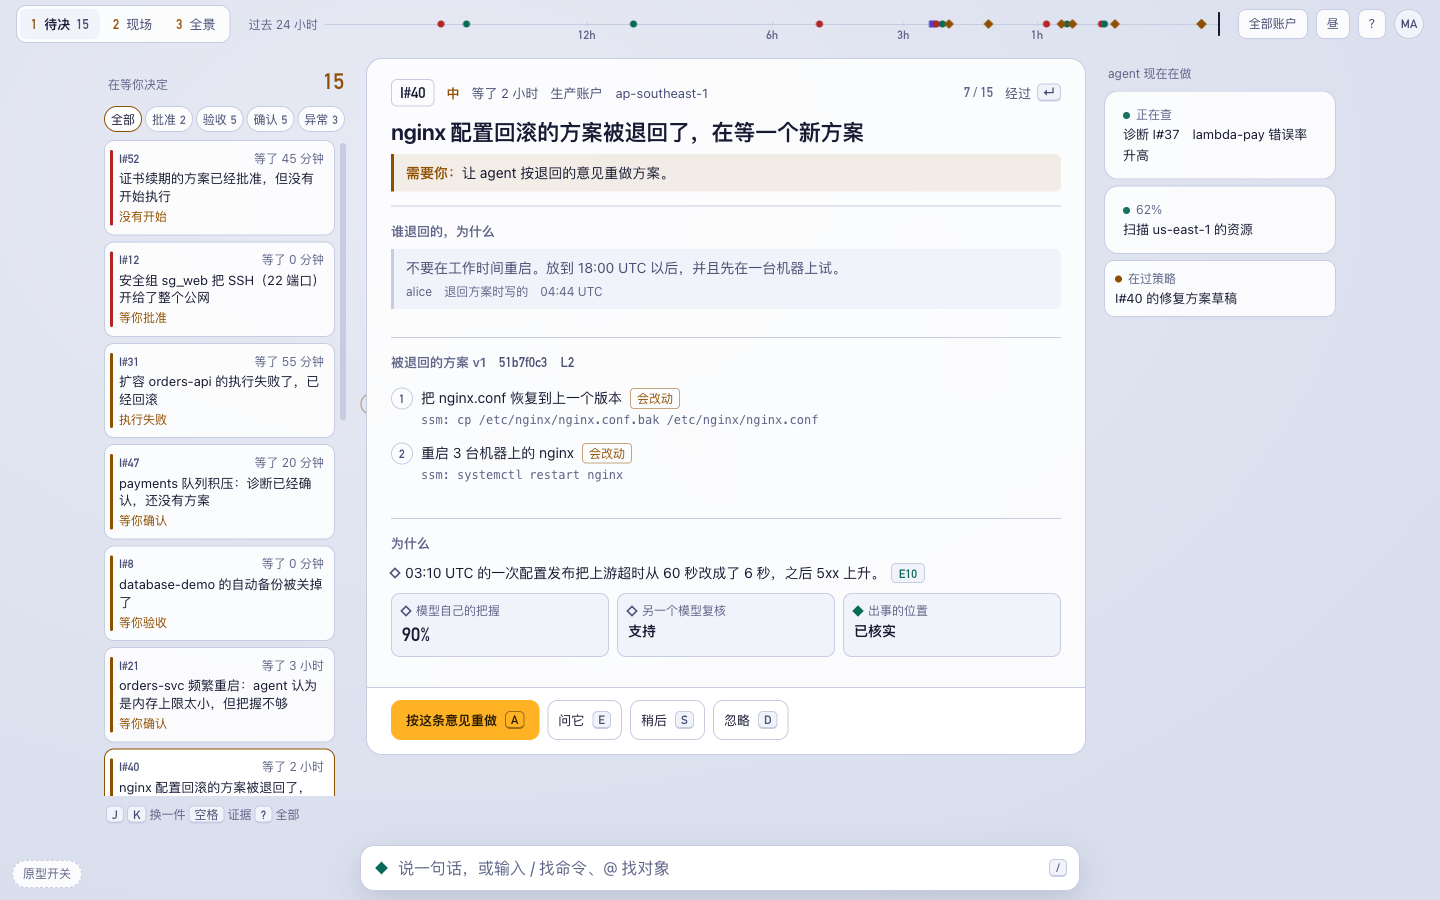 1 待决 15 2 现场 3 全景
过去 24 小时
12h 6h 3h 1h
全部账户 昼 ? MA
在等你决定 15
全部 批准 2 验收 5 确认 5 异常 3
I#52 等了 45 分钟
证书续期的方案已经批准，但没有
开始执行
没有开始
I#12 等了 0 分钟
安全组 sg_web 把 SSH（22 端口）
开给了整个公网
等你批准
I#31 等了 55 分钟
扩容 orders-api 的执行失败了，已
经回滚
执行失败
I#47 等了 20 分钟
payments 队列积压：诊断已经确
认，还没有方案
等你确认
I#8 等了 0 分钟
database-demo 的自动备份被关掉
了
等你验收
I#21 等了 3 小时
orders-svc 频繁重启：agent 认为
是内存上限太小，但把握不够
等你确认
I#40 等了 2 小时
nginx 配置回滚的方案被退回了，
J K 换一件 空格 证据 ? 全部
I#40 中 等了 2 小时 生产账户 ap-southeast-1 7 / 15 经过 ↵
nginx 配置回滚的方案被退回了，在等一个新方案
需要你：让 agent 按退回的意见重做方案。
谁退回的，为什么
不要在工作时间重启。放到 18:00 UTC 以后，并且先在一台机器上试。
alice 退回方案时写的 04:44 UTC
被退回的方案 v1 51b7f0c3 L2
1 把 nginx.conf 恢复到上一个版本 会改动
ssm: cp /etc/nginx/nginx.conf.bak /etc/nginx/nginx.conf
2 重启 3 台机器上的 nginx 会改动
ssm: systemctl restart nginx
为什么
03:10 UTC 的一次配置发布把上游超时从 60 秒改成了 6 秒，之后 5xx 上升。 E10
模型自己的把握
90%
另一个模型复核
支持
出事的位置
已核实
按这条意见重做 A 问它 E 稍后 S 忽略 D
agent 现在在做
正在查
诊断 I#37 lambda-pay 错误率
升高
62%
扫描 us-east-1 的资源
在过策略
I#40 的修复方案草稿
原型开关
说一句话，或输入 / 找命令、@ 找对象 /